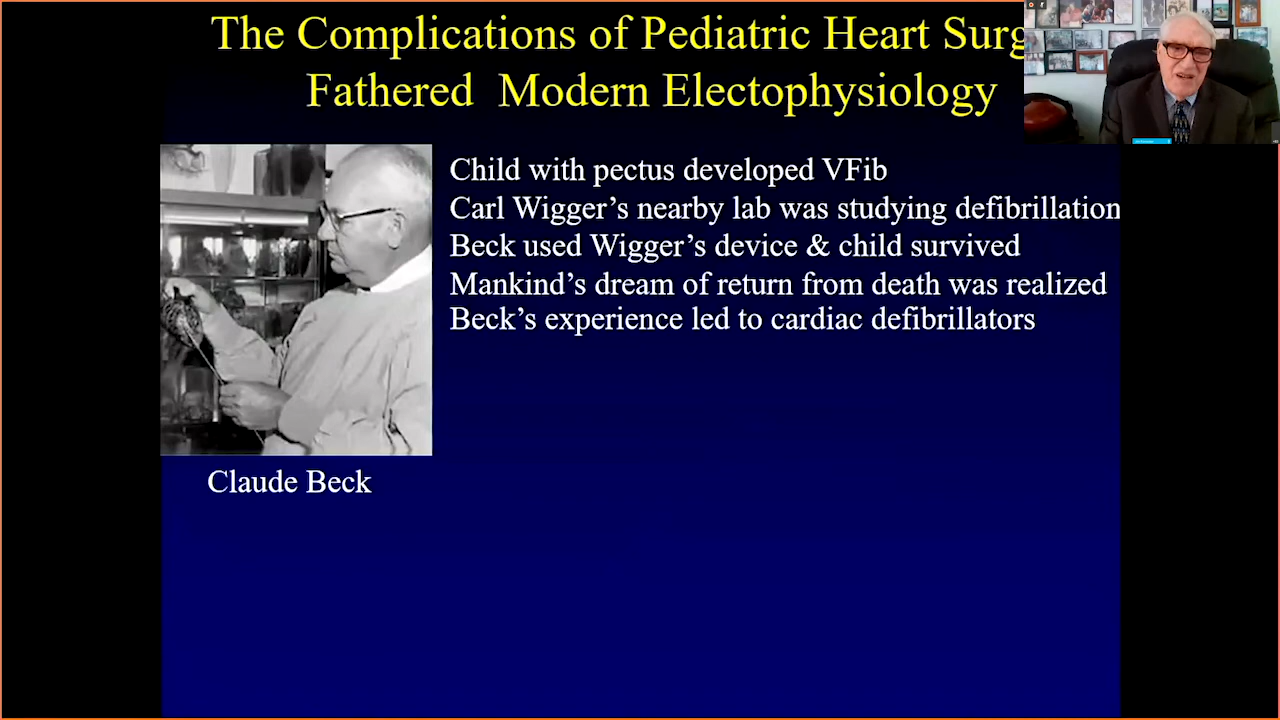 The Complications of Pediatric Heart Surg
Fathered Modern Electophysiology
Child with pectus developed VFib
Carl Wigger’s nearby lab was studying defibrillation
Beck used Wigger’s device & child survived
Mankind’s dream of return from death was realized
Beck’s experience led to cardiac defibrillators
Claude Beck